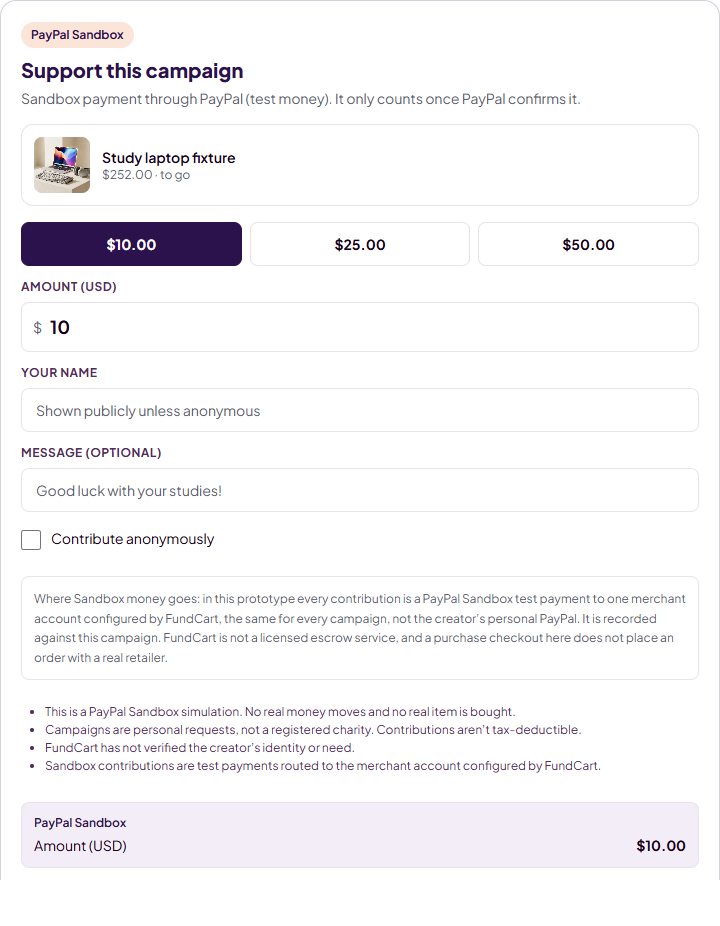 PayPal Sandbox
Support this campaign
Sandbox payment through PayPal (test money). It only counts once PayPal confirms it.
Study laptop fixture
$252.00 · to go
$10.00
$25.00
$50.00
AMOUNT (USD)
$ 10
YOUR NAME
Shown publicly unless anonymous
MESSAGE (OPTIONAL)
Good luck with your studies!
Contribute anonymously
Where Sandbox money goes: in this prototype every contribution is a PayPal Sandbox test payment to one merchant
account configured by FundCart, the same for every campaign, not the creator's personal PayPal. It is recorded
against this campaign. FundCart is not a licensed escrow service, and a purchase checkout here does not place an
order with a real retailer.
• This is a PayPal Sandbox simulation. No real money moves and no real item is bought.
• Campaigns are personal requests, not a registered charity. Contributions aren't tax-deductible.
• FundCart has not verified the creator's identity or need.
• Sandbox contributions are test payments routed to the merchant account configured by FundCart.
PayPal Sandbox
Amount (USD) $10.00